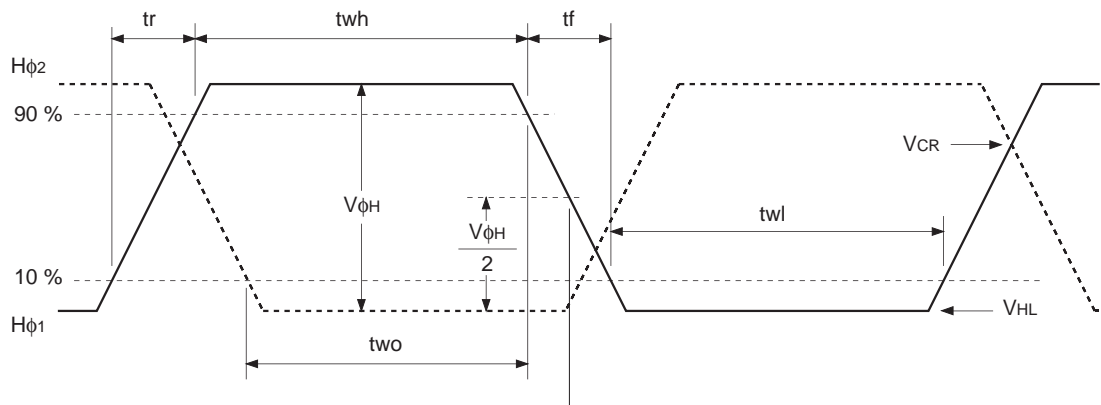 tr
twh
tf
Hϕ2
90 %
VCR
VϕH
VϕH
2
twl
10 %
VHL
Hϕ1
two